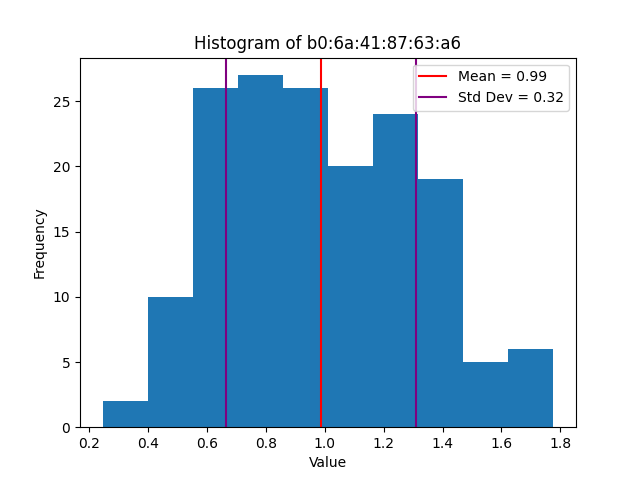 Histogram of b0:6a:41:87:63:a6
Mean = 0.99
Std Dev = 0.32
Frequency
25
20
15
10
5
0
0.2 0.4 0.6 0.8 1.0 1.2 1.4 1.6 1.8
Value